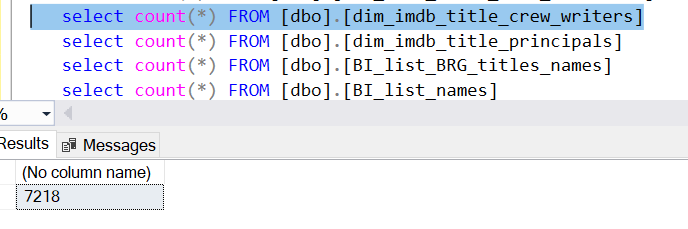 select count(*) FROM [dbo].[dim_imdb_title_crew_writers]
select count(*) FROM [dbo].[dim_imdb_title_principals]
select count(*) FROM [dbo].[BI_list_BRG_titles_names]
select count(*) FROM [dbo].[BI_list_names]
%
Results Messages
(No column name)
7218